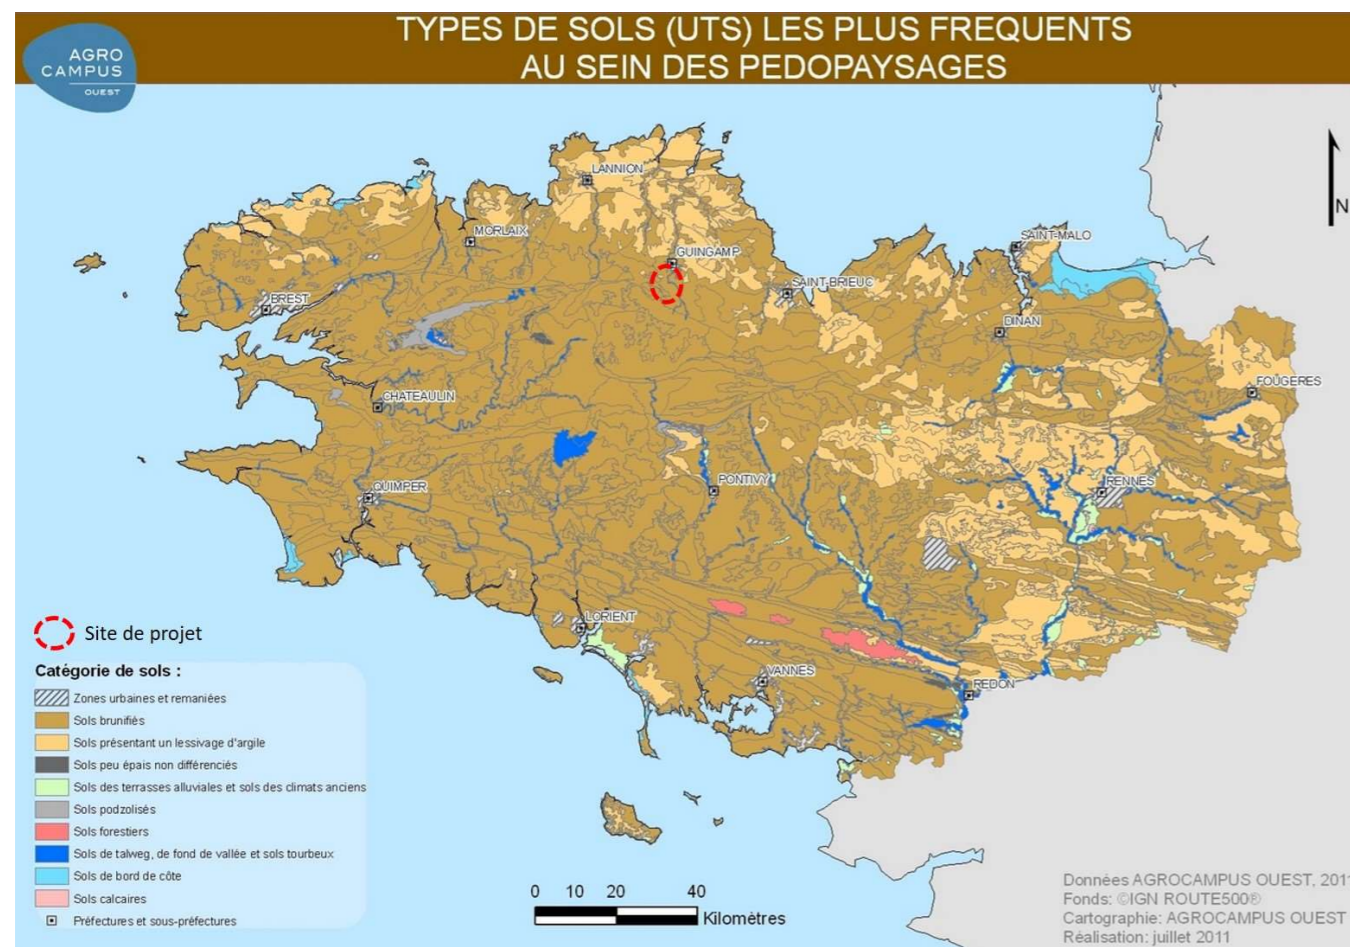 TYPES DE SOLS (UTS) LES PLUS FREQUENTS
AU SEIN DES PEDOPAYSAGES
AGRO
CAMPUS
OUEST
LANNION
MORLAIX
GUINGAMP
SAINT-MALO
N
BREST
SAINT-BRIEUC
DINAN
CHATEAULIN
FOUGERES
QUIMPER
PONTIVY
RENNES
LORIENT
VANNES
REDON
Site de projet
Catégorie de sols :
Zones urbaines et remaniées
Sols brunifiés
Sols présentant un lessivage d'argile
Sols peu épais non différenciés
Sols des terrasses alluviales et sols des climats anciens
Sols podzolisés
Sols forestiers
Sols de talweg, de fond de vallée et sols tourbeux
Sols de bord de côte
Sols calcaires
Préfectures et sous-préfectures
0 10 20 40
Kilomètres
Données AGROCAMPUS OUEST, 2011
Fonds: ©IGN ROUTE500®
Cartographie: AGROCAMPUS OUEST
Réalisation: juillet 2011